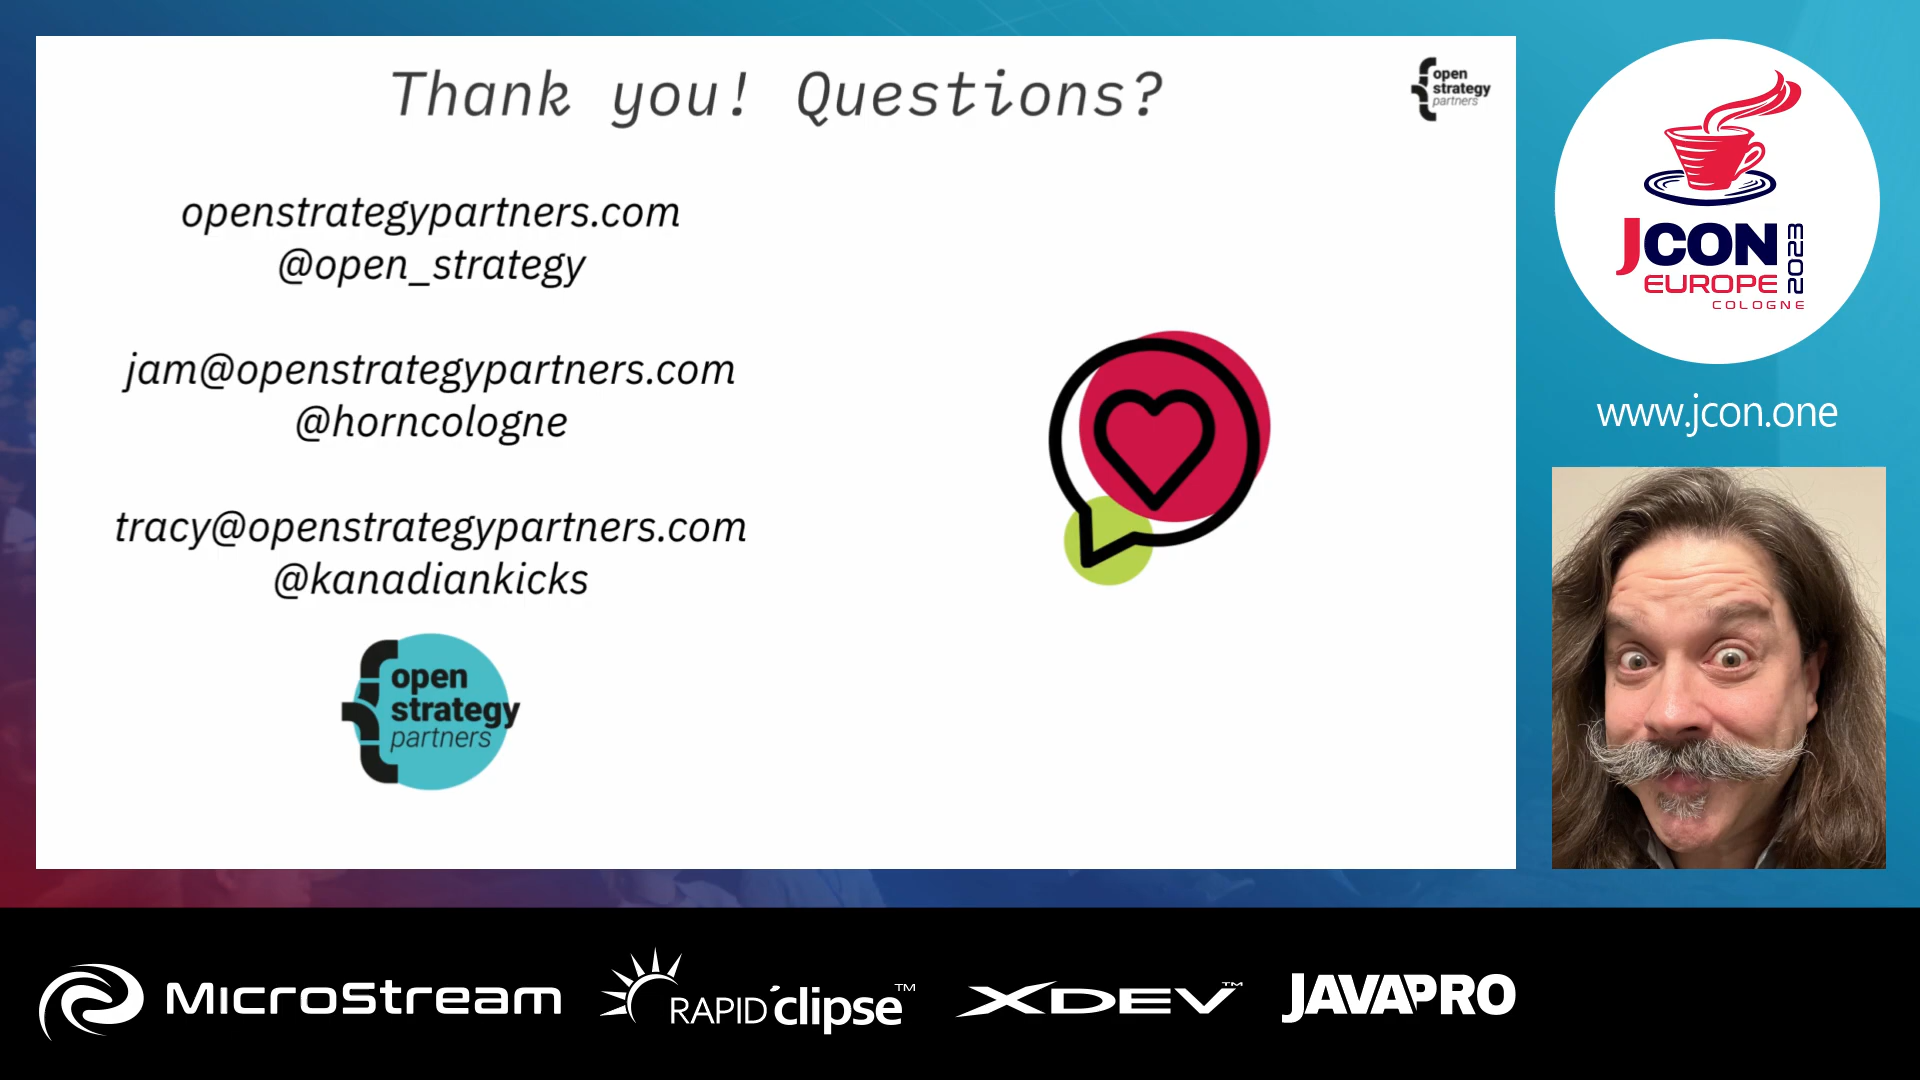 Thank you! Questions?
open
strategy
partners
openstrategypartners.com
@open_strategy
jam@openstrategypartners.com
@horncologne
tracy@openstrategypartners.com
@kanadiankicks
open
strategy
partners
JCON
EUROPE
COLOGNE
2023
www.jcon.one
MicroStream
RAPID clipse™
XDEV™
JAVAPRO